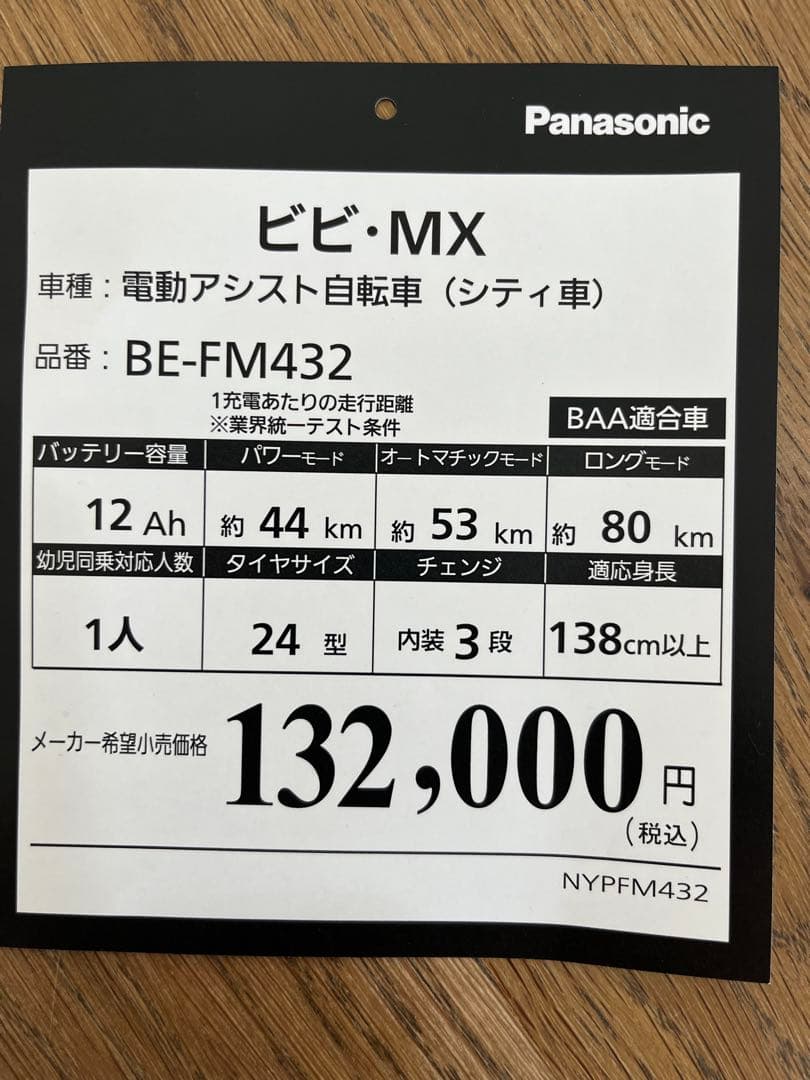 Panasonic
ビビ・MX
車種：電動アシスト自転車（シティ車）
品番：BE-FM432
1充電あたりの走行距離
※業界統一テスト条件
BAA適合車
バッテリー容量 パワーモード オートマチックモード ロングモード
12 Ah 約 44 km 約 53 km 約 80 km
幼児同乗対応人数 タイヤサイズ チェンジ 適応身長
1人 24 型 内装 3 段 138cm以上
メーカー希望小売価格 132,000 円
（税込）
NYPFM432